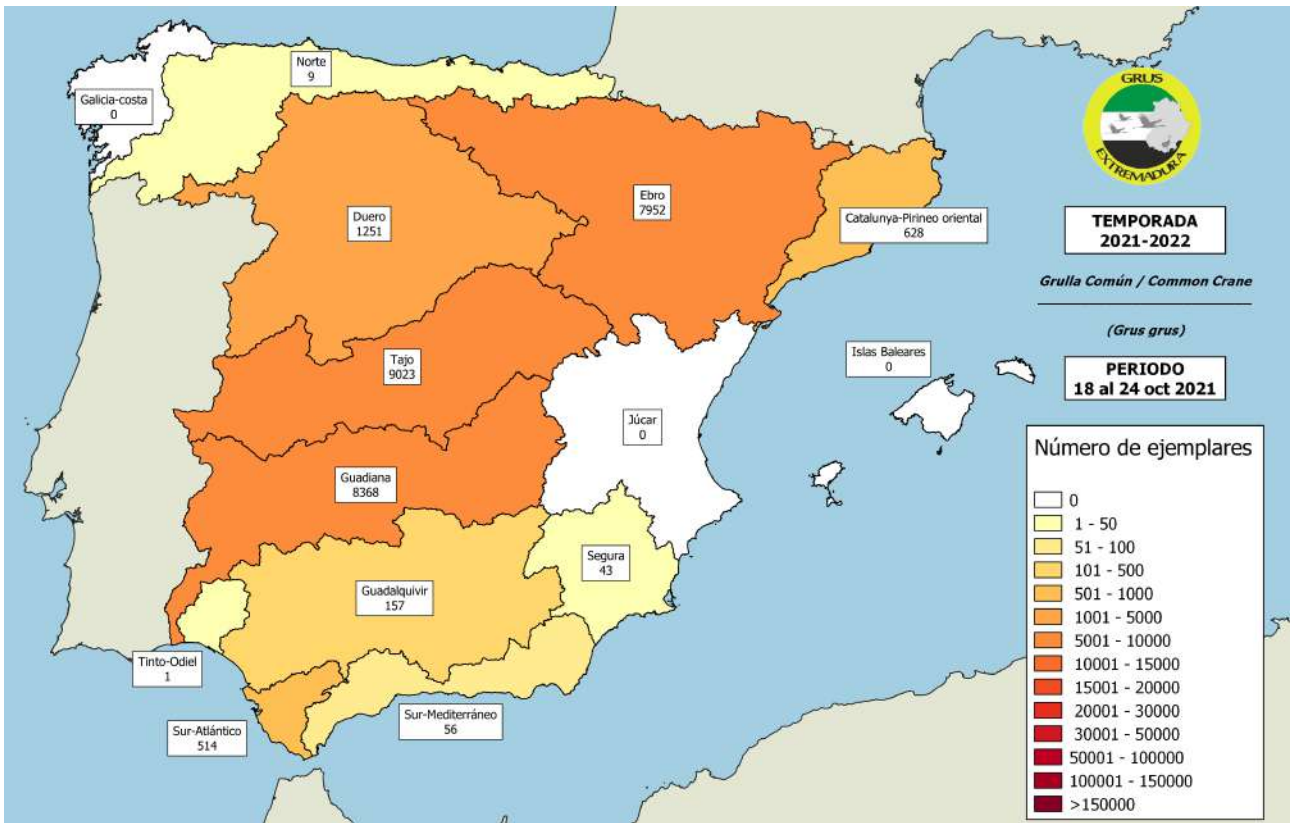 Norte
9
Galicia-costa
0
Duero
1251
Ebro
7952
Catalunya-Pirineo oriental
628
Tajo
9023
Islas Baleares
0
Júcar
0
Guadiana
8368
Segura
43
Guadalquivir
157
Tinto-Odiel
1
Sur-Atlántico
514
Sur-Mediterráneo
56
GRUS
EXTREMADURA
TEMPORADA
2021-2022
Grulla Común / Common Crane
(Grus grus)
PERIODO
18 al 24 oct 2021
Número de ejemplares
0
1 - 50
51 - 100
101 - 500
501 - 1000
1001 - 5000
5001 - 10000
10001 - 15000
15001 - 20000
20001 - 30000
30001 - 50000
50001 - 100000
100001 - 150000
>150000